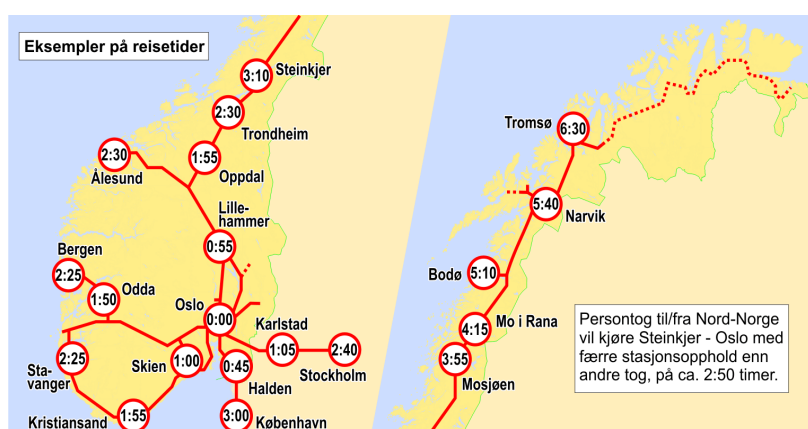 Eksempler på reisetider
3:10
Steinkjer
2:30
Trondheim
2:30
Ålesund
1:55
Oppdal
Lille-
hammer
0:55
Bergen
2:25
Odda
1:50
Oslo
0:00
Karlstad
1:05
2:40
Stockholm
2:25
Sta-
vanger
Skien
1:00
0:45
Halden
Kristiansand
1:55
3:00
København
Tromsø
6:30
5:40
Narvik
Bodø
5:10
4:15
Mo i Rana
3:55
Mosjøen
Persontog til/fra Nord-Norge
vil kjøre Steinkjer - Oslo med
færre stasjonsopphold enn
andre tog, på ca. 2:50 timer.